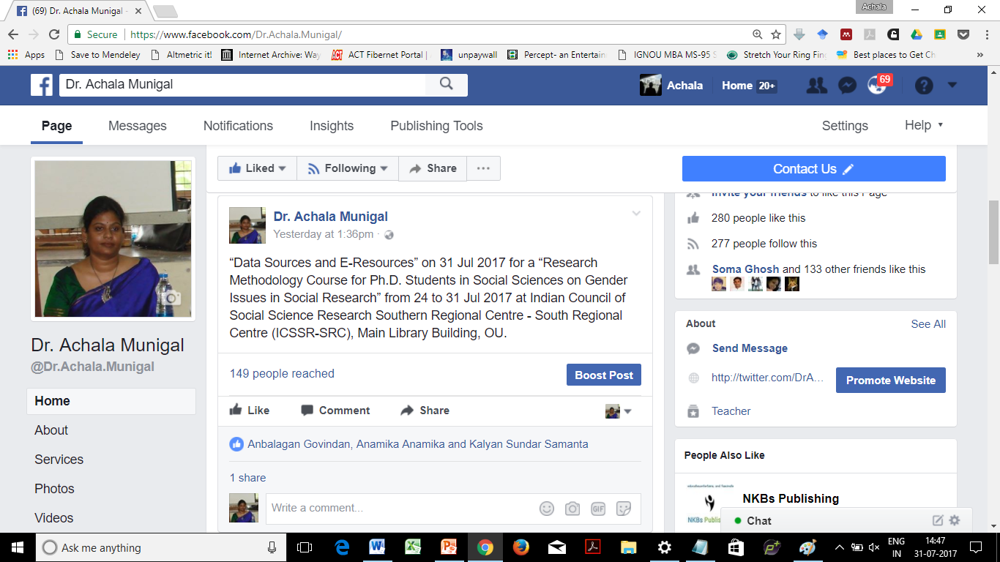 (69) Dr. Achala Munigal -
Achala
Secure
https://www.facebook.com/Dr.Achala.Munigal/
Apps
Save to Mendeley
Altmetric it!
Internet Archive: Way
ACT Fibernet Portal |
unpaywall
Percept- an Entertain
IGNOU MBA MS-95 S
Stretch Your Ring Fin
Best places to Get Ch
»
Dr. Achala Munigal
Achala
Home 20+
69
Page
Messages
Notifications
Insights
Publishing Tools
Settings
Help
Liked
Following
Share
Contact Us
Invite your friends to like this Page
Dr. Achala Munigal
Yesterday at 1:36pm ·
“Data Sources and E-Resources” on 31 Jul 2017 for a “Research
Methodology Course for Ph.D. Students in Social Sciences on Gender
Issues in Social Research” from 24 to 31 Jul 2017 at Indian Council of
Social Science Research Southern Regional Centre - South Regional
Centre (ICSSR-SRC), Main Library Building, OU.
149 people reached
Boost Post
Like
Comment
Share
Anbalagan Govindan, Anamika Anamika and Kalyan Sundar Samanta
1 share
Write a comment...
GIF
Dr. Achala Munigal
@Dr.Achala.Munigal
Home
About
Services
Photos
Videos
280 people like this
277 people follow this
Soma Ghosh and 133 other friends like this
About
See All
Send Message
http://twitter.com/DrA...
Promote Website
Teacher
People Also Like
NKBs Publishing
NKBs Publis
Chat
Ask me anything
ENG
IN
14:47
31-07-2017